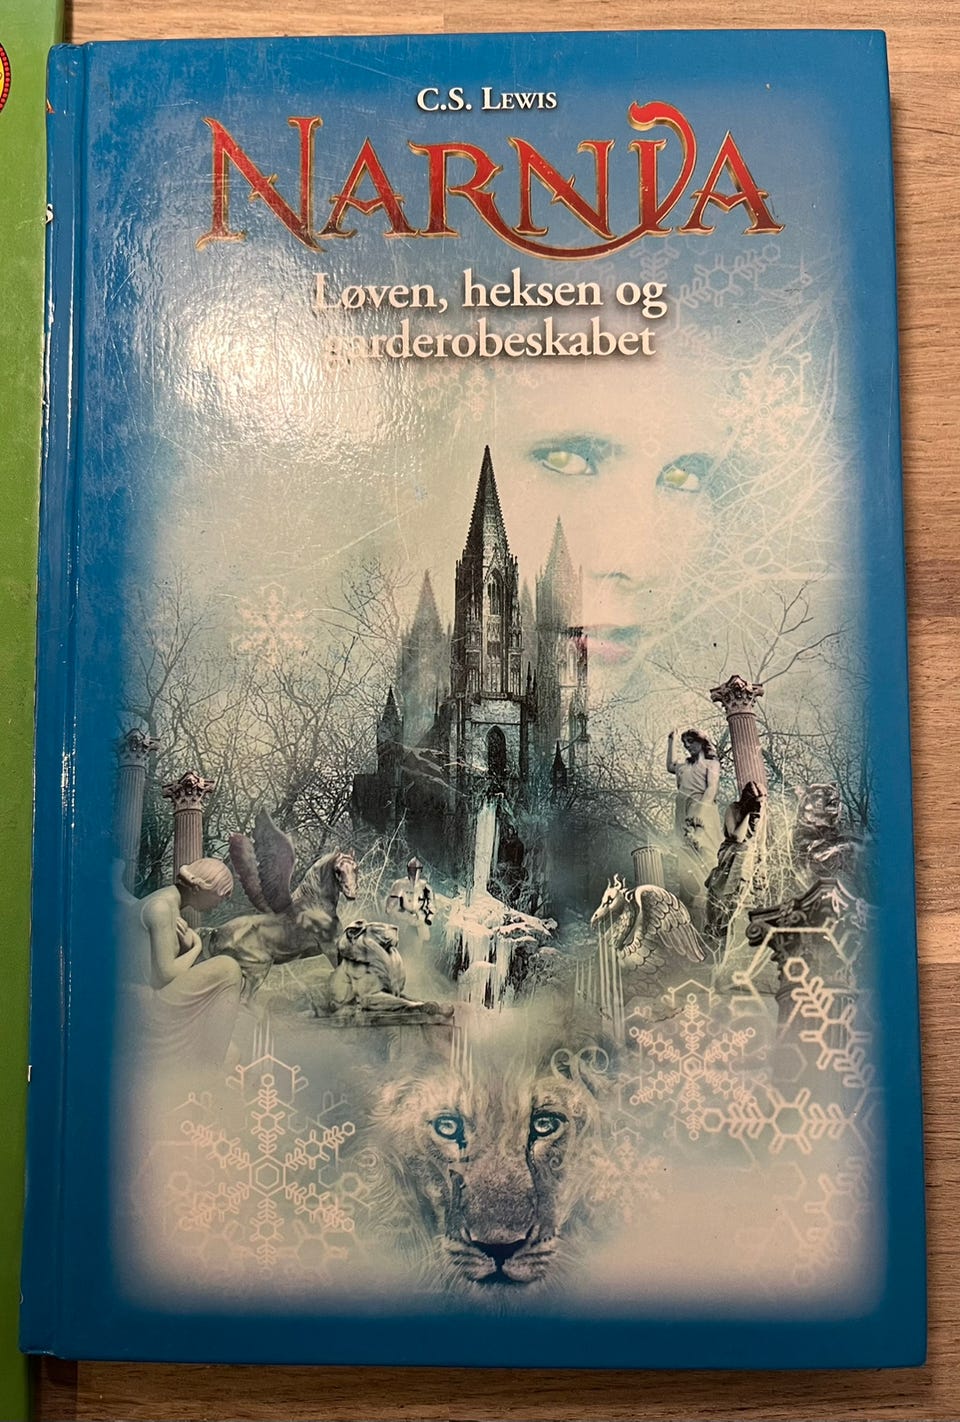 C.S. Lewis
NARNIA
Løven, heksen og
garderobeskabet